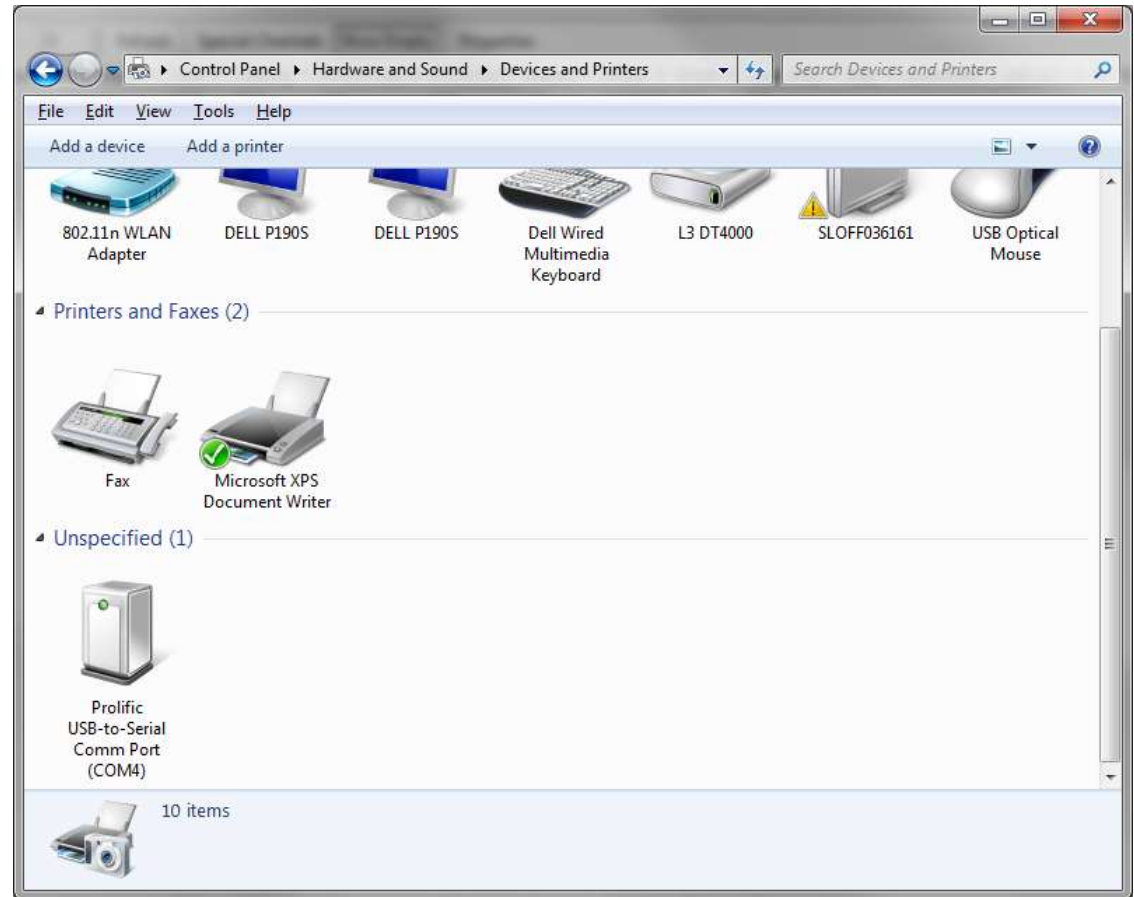 Control Panel Hardware and Sound Devices and Printers Search Devices and Printers
File Edit View Tools Help
Add a device Add a printer
802.11n WLAN
Adapter
DELL P190S
DELL P190S
Dell Wired
Multimedia
Keyboard
L3 DT4000
SLOFF036161
USB Optical
Mouse
Printers and Faxes (2)
Fax
Microsoft XPS
Document Writer
Unspecified (1)
Prolific
USB-to-Serial
Comm Port
(COM4)
10 items